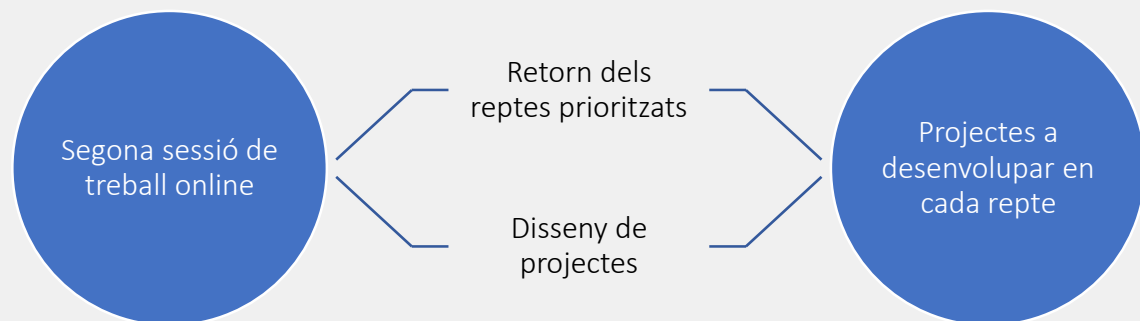 Segona sessió de
treball online
Retorn dels
reptes prioritzats
Disseny de
projectes
Projectes a
desenvolupar en
cada repte